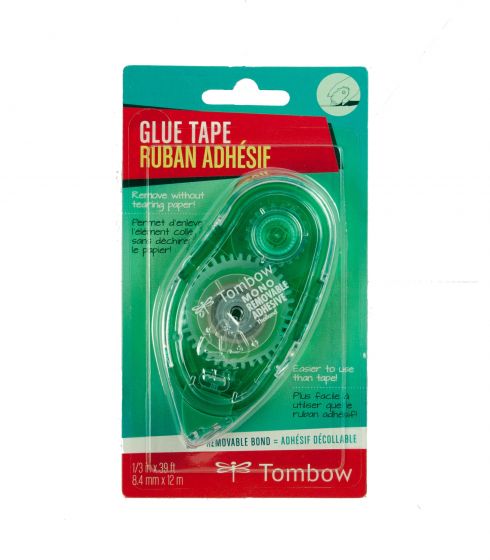 GLUE TAPE
RUBAN ADHÉSIF
Remove without
tearing paper!
Permet d'enlever
l'élément collé
sans déchirer
le papier!
Tombow
MONO
REMOVABLE
ADHESIVE
Thailand
Easier to use
than tape!
Plus facile à
utiliser que le
ruban adhésif!
REMOVABLE BOND = ADHÉSIF DÉCOLLABLE
1/3 in x 39 ft
8.4 mm x 12 m
Tombow